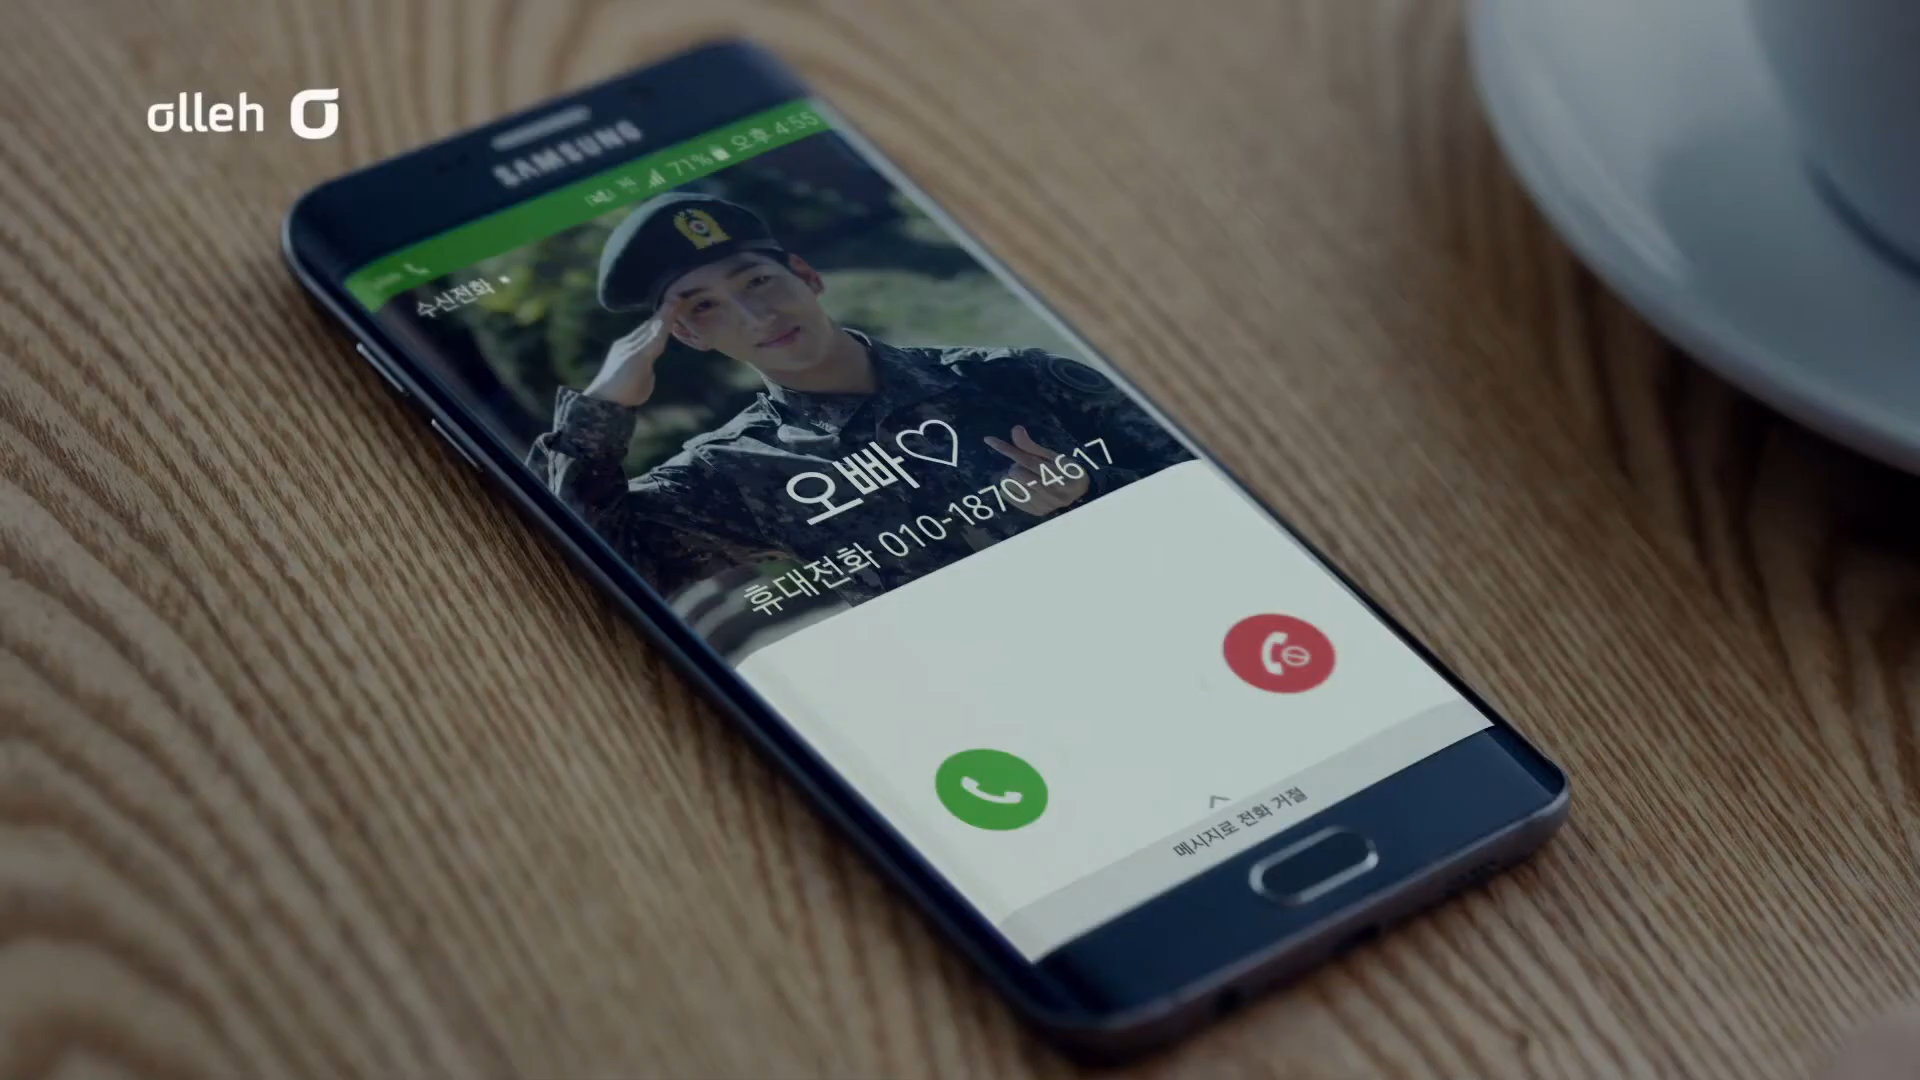 olleh
SAMSUNG
71% 오후 4:55
수신전화
오빠♡
휴대전화 010-1870-4617
메시지로 전화 거절